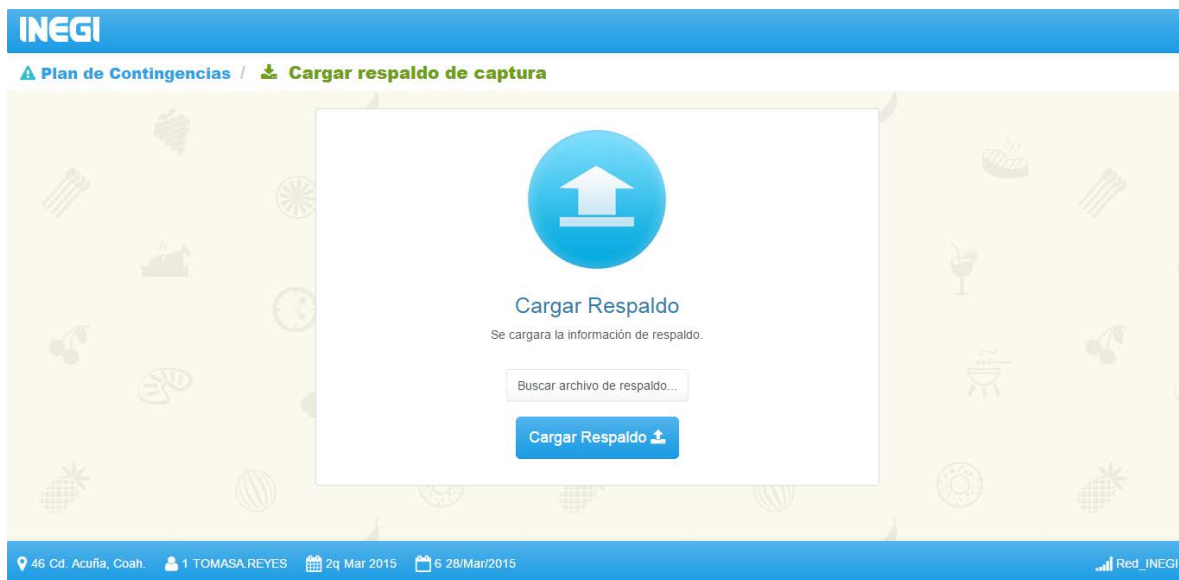 INEGI
Plan de Contingencias / Cargar respaldo de captura
Cargar Respaldo
Se cargara la información de respaldo.
Buscar archivo de respaldo...
Cargar Respaldo
46 Cd. Acuña, Coah. 1 TOMASA.REYES 2q Mar 2015 6 28/Mar/2015 Red_INEGI